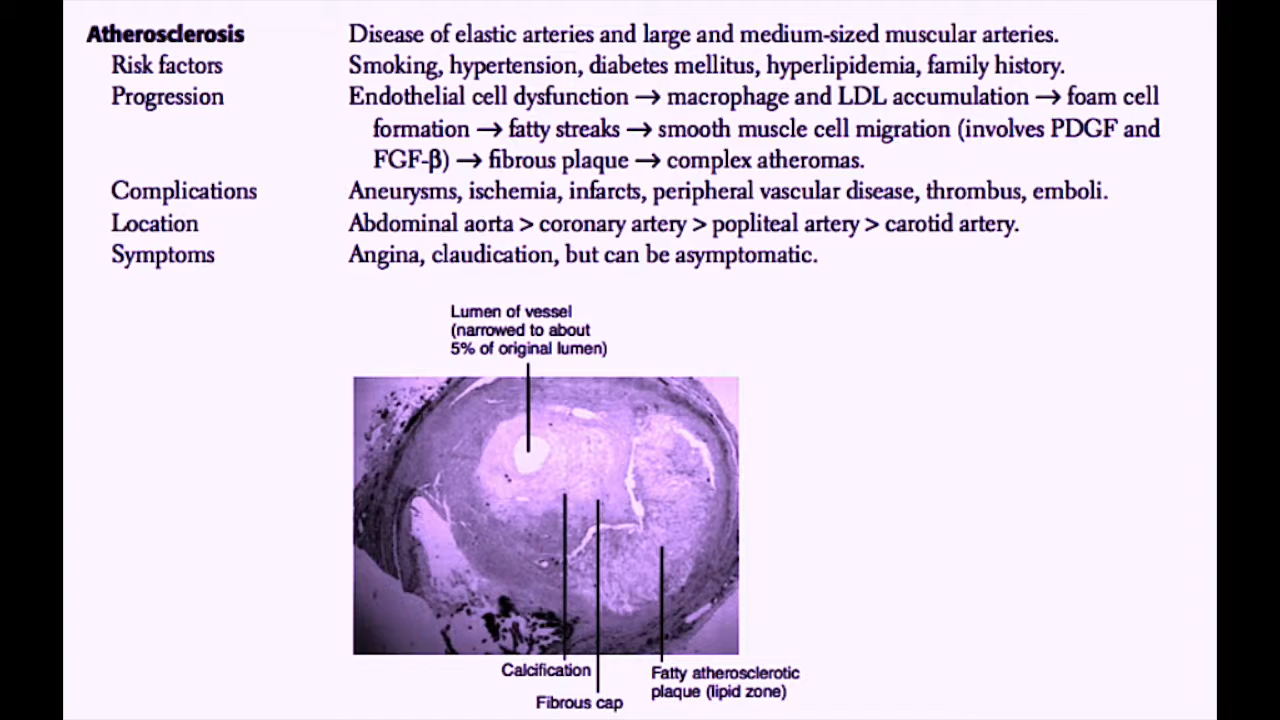 Atherosclerosis Disease of elastic arteries and large and medium-sized muscular arteries.
Risk factors Smoking, hypertension, diabetes mellitus, hyperlipidemia, family history.
Progression Endothelial cell dysfunction → macrophage and LDL accumulation → foam cell
formation → fatty streaks → smooth muscle cell migration (involves PDGF and
FGF-β) → fibrous plaque → complex atheromas.
Complications Aneurysms, ischemia, infarcts, peripheral vascular disease, thrombus, emboli.
Location Abdominal aorta > coronary artery > popliteal artery > carotid artery.
Symptoms Angina, claudication, but can be asymptomatic.
Lumen of vessel
(narrowed to about
5% of original lumen)
Calcification
Fibrous cap
Fatty atherosclerotic
plaque (lipid zone)